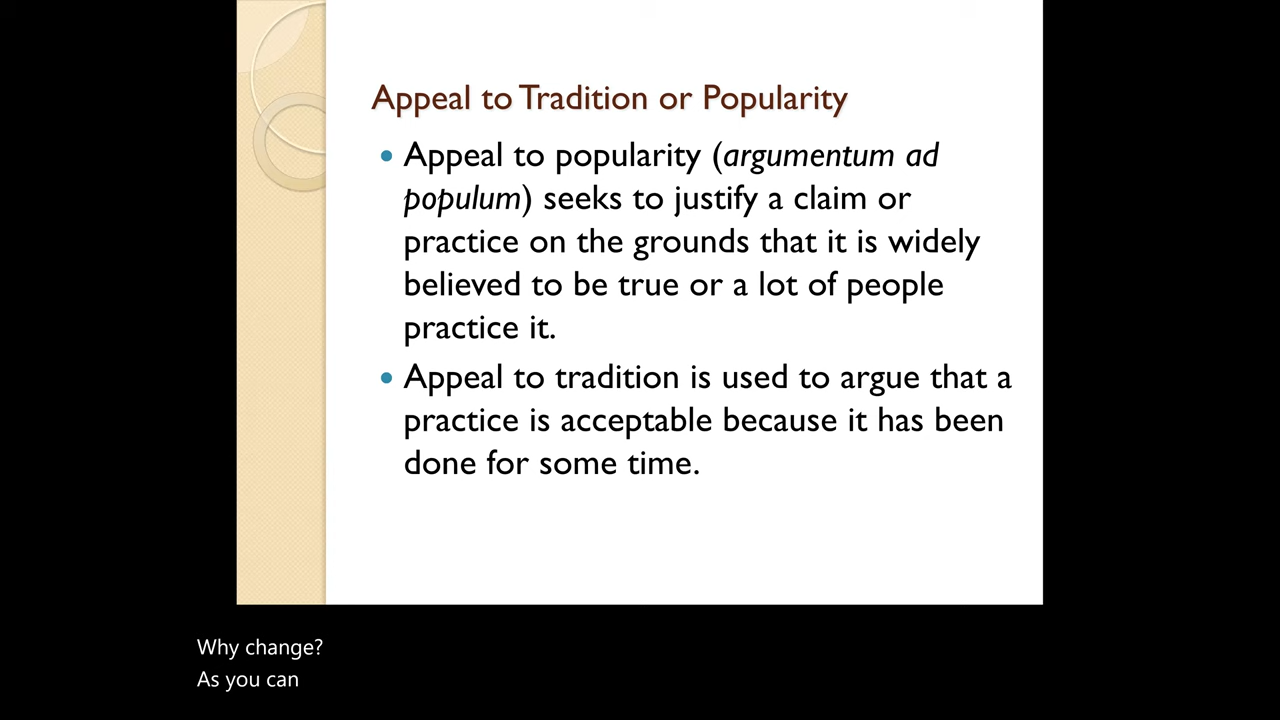 Appeal to Tradition or Popularity
• Appeal to popularity (argumentum ad
populum) seeks to justify a claim or
practice on the grounds that it is widely
believed to be true or a lot of people
practice it.
• Appeal to tradition is used to argue that a
practice is acceptable because it has been
done for some time.
Why change?
As you can